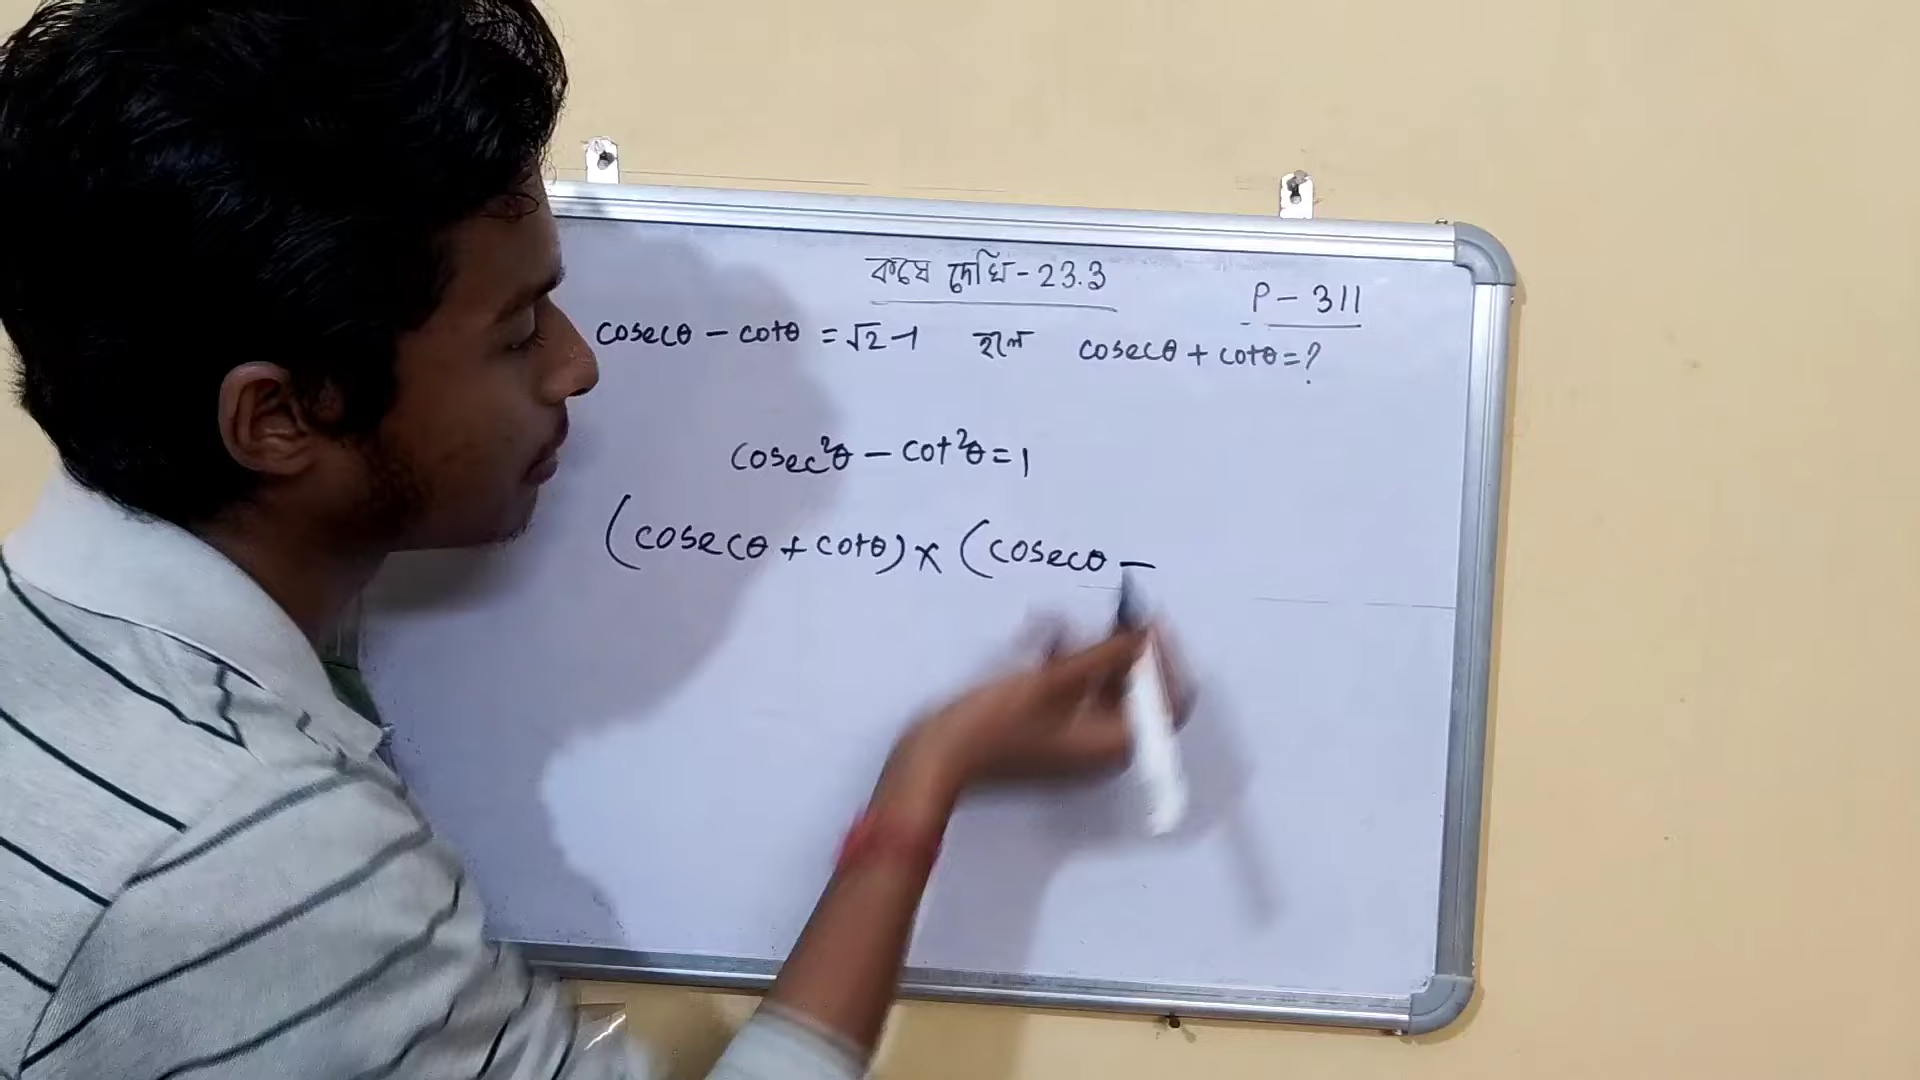 কষে দেখি - 23.3
P - 311
cosecθ - cotθ = √2 - 1 হলে cosecθ + cotθ = ?
cosec²θ - cot²θ = 1
(cosecθ + cotθ) × (cosecθ -